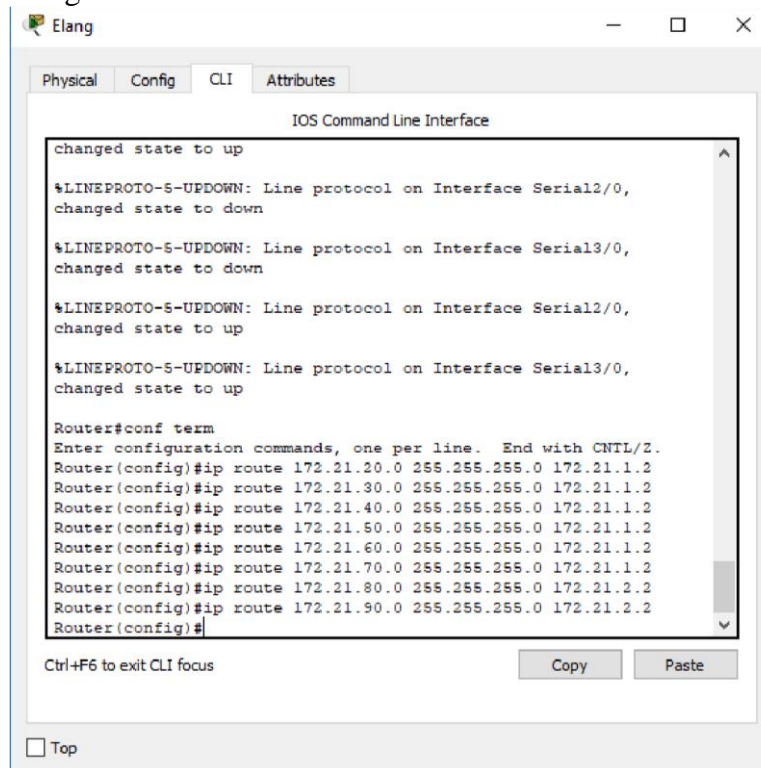 Elang
Physical Config CLI Attributes
IOS Command Line Interface
changed state to up
%LINEPROTO-5-UPDOWN: Line protocol on Interface Serial2/0,
changed state to down
%LINEPROTO-5-UPDOWN: Line protocol on Interface Serial3/0,
changed state to down
%LINEPROTO-5-UPDOWN: Line protocol on Interface Serial2/0,
changed state to up
%LINEPROTO-5-UPDOWN: Line protocol on Interface Serial3/0,
changed state to up
Router#conf term
Enter configuration commands, one per line. End with CNTL/Z.
Router(config)#ip route 172.21.20.0 255.255.255.0 172.21.1.2
Router(config)#ip route 172.21.30.0 255.255.255.0 172.21.1.2
Router(config)#ip route 172.21.40.0 255.255.255.0 172.21.1.2
Router(config)#ip route 172.21.50.0 255.255.255.0 172.21.1.2
Router(config)#ip route 172.21.60.0 255.255.255.0 172.21.1.2
Router(config)#ip route 172.21.70.0 255.255.255.0 172.21.1.2
Router(config)#ip route 172.21.80.0 255.255.255.0 172.21.2.2
Router(config)#ip route 172.21.90.0 255.255.255.0 172.21.2.2
Router(config)#
Ctrl+F6 to exit CLI focus
Copy Paste
Top